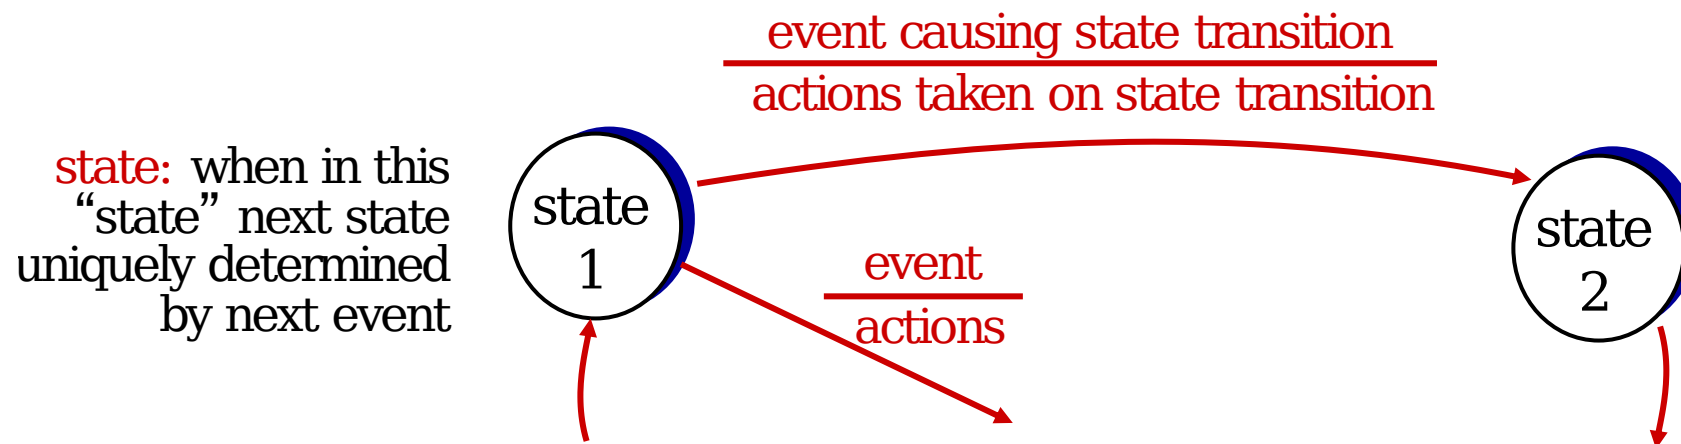 event causing state transition
actions taken on state transition
state: when in this
“state” next state
uniquely determined
by next event
state
1
event
actions
state
2